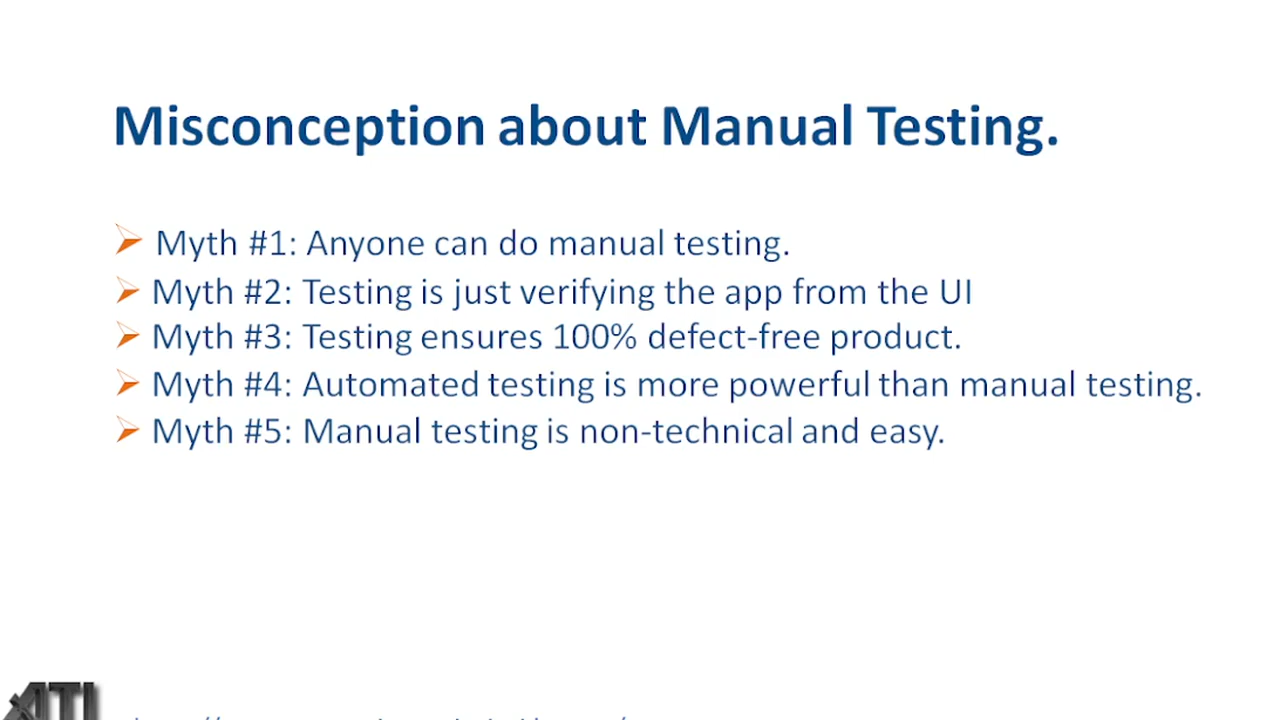 Misconception about Manual Testing.
Myth #1: Anyone can do manual testing.
Myth #2: Testing is just verifying the app from the UI
Myth #3: Testing ensures 100% defect-free product.
Myth #4: Automated testing is more powerful than manual testing.
Myth #5: Manual testing is non-technical and easy.
ATI